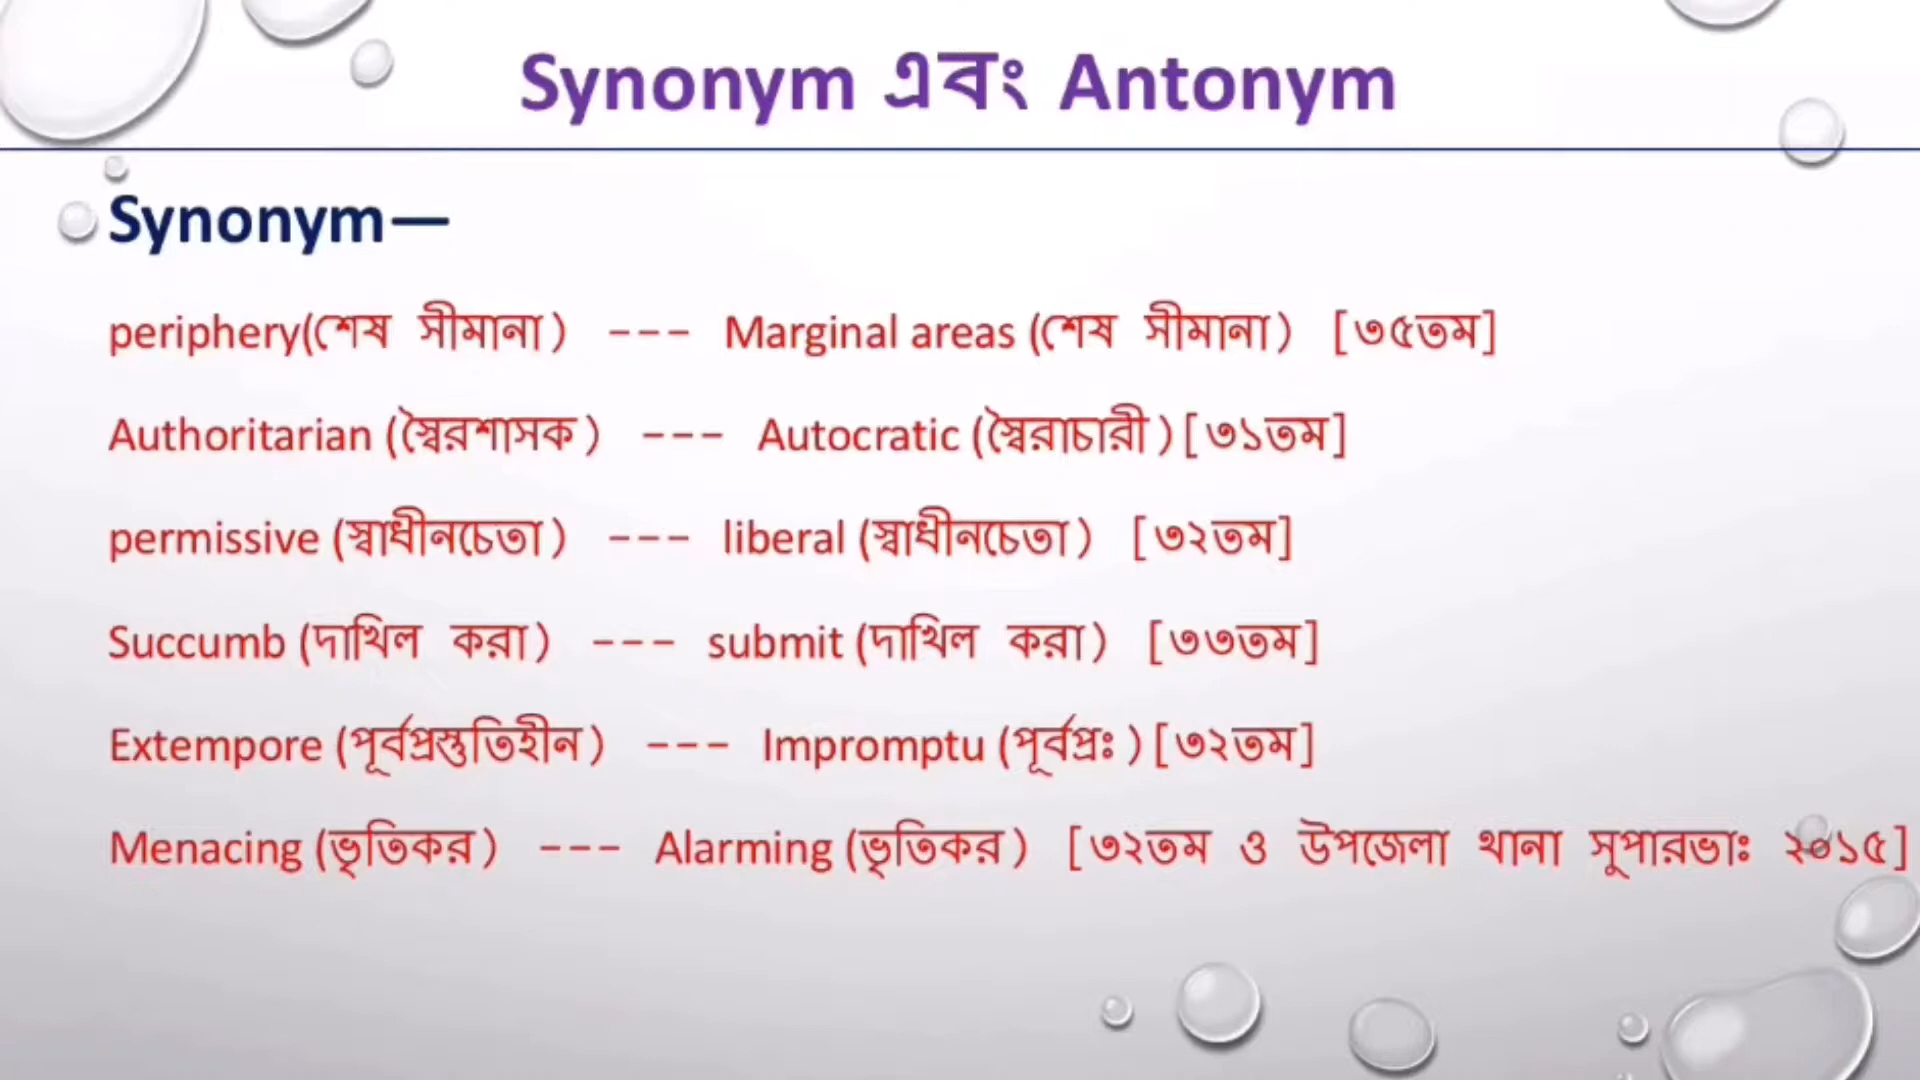 Synonym এবং Antonym
Synonym—
periphery(শেষ সীমানা) --- Marginal areas (শেষ সীমানা) [৩৫তম]
Authoritarian (স্বৈরশাসক) --- Autocratic (স্বৈরাচারী) [৩১তম]
permissive (স্বাধীনচেতা) --- liberal (স্বাধীনচেতা) [৩২তম]
Succumb (দাখিল করা) --- submit (দাখিল করা) [৩৩তম]
Extempore (পূর্বপ্রস্তুতিহীন) --- Impromptu (পূর্বপ্রঃ ) [৩২তম]
Menacing (ভৃতিকর) --- Alarming (ভৃতিকর) [৩২তম ও উপজেলা থানা সুপারভাঃ ২০১৫]